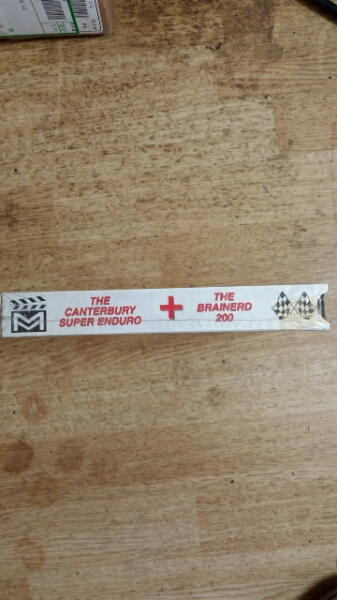 THE
CANTERBURY
SUPER ENDURO
+
THE
BRAINERD
200
M